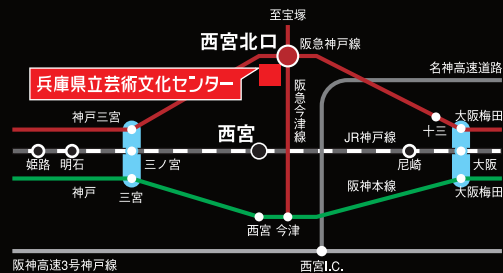 至宝塚
西宮北口
阪急神戸線
兵庫県立芸術文化センター
名神高速道路
阪急今津線
神戸三宮
大阪梅田
十三
西宮
JR神戸線
姫路
明石
三ノ宮
尼崎
大阪
神戸
三宮
阪神本線
大阪梅田
西宮
今津
阪神高速3号神戸線
西宮I.C.